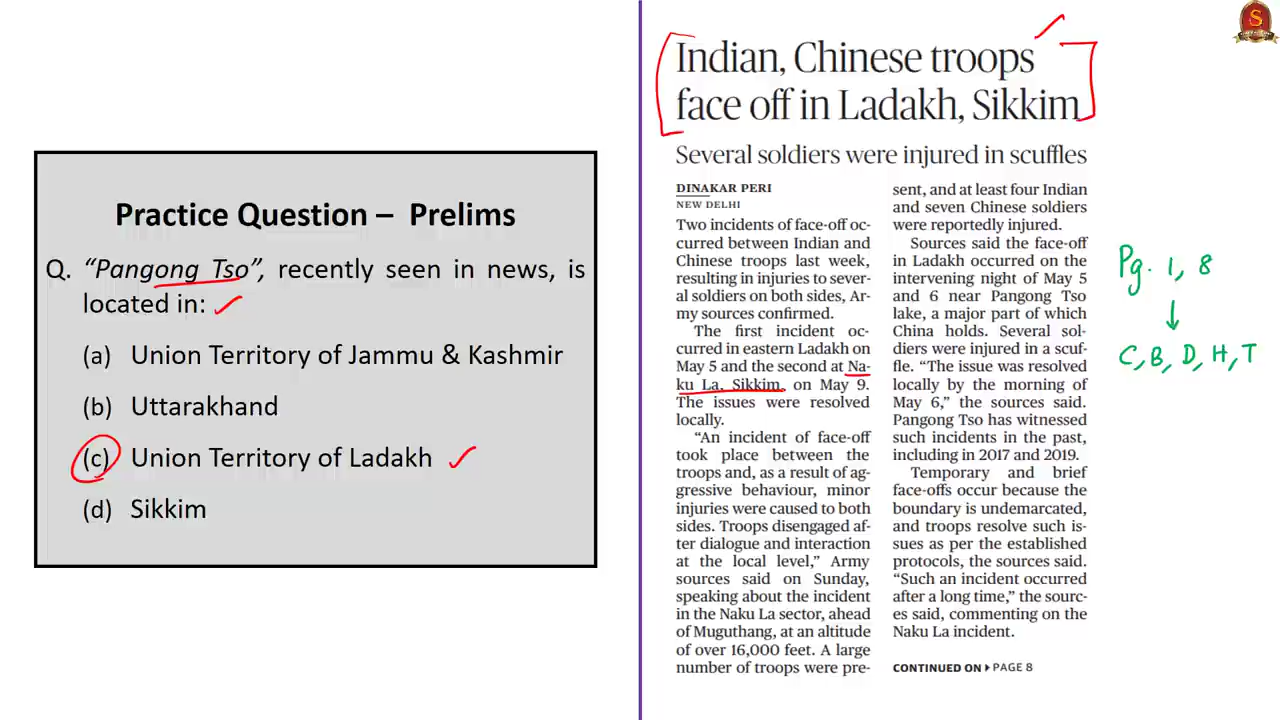 Practice Question – Prelims
Q. “Pangong Tso”, recently seen in news, is
located in:
(a) Union Territory of Jammu & Kashmir
(b) Uttarakhand
(c) Union Territory of Ladakh
(d) Sikkim
Indian, Chinese troops
face off in Ladakh, Sikkim
Several soldiers were injured in scuffles
DINAKAR PERI
NEW DELHI
Two incidents of face-off oc-
curred between Indian and
Chinese troops last week,
resulting in injuries to sever-
al soldiers on both sides, Ar-
my sources confirmed.
The first incident oc-
curred in eastern Ladakh on
May 5 and the second at Na-
ku La, Sikkim, on May 9.
The issues were resolved
locally.
“An incident of face-off
took place between the
troops and, as a result of ag-
gressive behaviour, minor
injuries were caused to both
sides. Troops disengaged af-
ter dialogue and interaction
at the local level,” Army
sources said on Sunday,
speaking about the incident
in the Naku La sector, ahead
of Muguthang, at an altitude
of over 16,000 feet. A large
number of troops were pre-
sent, and at least four Indian
and seven Chinese soldiers
were reportedly injured.
Sources said the face-off
in Ladakh occurred on the
intervening night of May 5
and 6 near Pangong Tso
lake, a major part of which
China holds. Several sol-
diers were injured in a scuf-
fle. “The issue was resolved
locally by the morning of
May 6,” the sources said.
Pangong Tso has witnessed
such incidents in the past,
including in 2017 and 2019.
Temporary and brief
face-offs occur because the
boundary is undemarcated,
and troops resolve such is-
sues as per the established
protocols, the sources said.
“Such an incident occurred
after a long time,” the sourc-
es said, commenting on the
Naku La incident.
CONTINUED ON PAGE 8
Pg. 1, 8
C, B, D, H, T
S